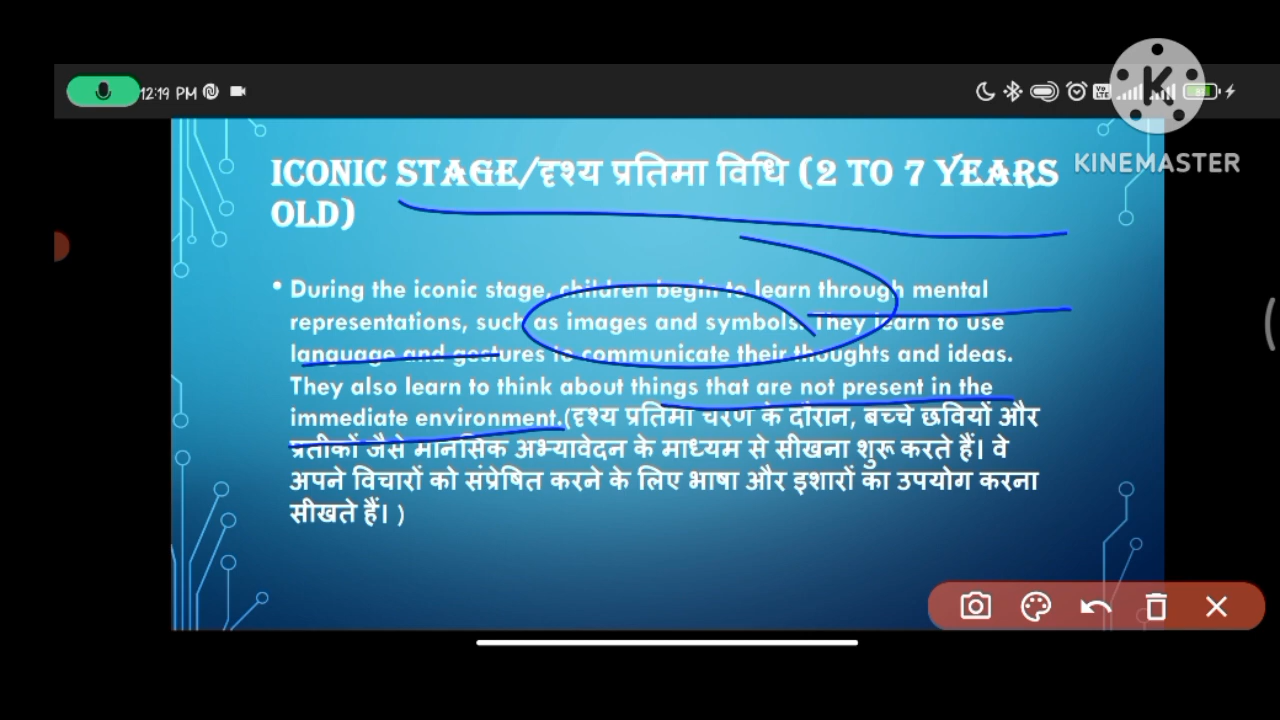 12:19 PM
KINEMASTER
ICONIC STAGE/दृश्य प्रतिमा विधि (2 TO 7 YEARS
OLD)
• During the iconic stage, children begin to learn through mental
representations, such as images and symbols. They learn to use
language and gestures to communicate their thoughts and ideas.
They also learn to think about things that are not present in the
immediate environment.(दृश्य प्रतिमा चरण के दौरान, बच्चे छवियों और
प्रतीकों जैसे मानसिक अभ्यावेदन के माध्यम से सीखना शुरू करते हैं। वे
अपने विचारों को संप्रेषित करने के लिए भाषा और इशारों का उपयोग करना
सीखते हैं। )